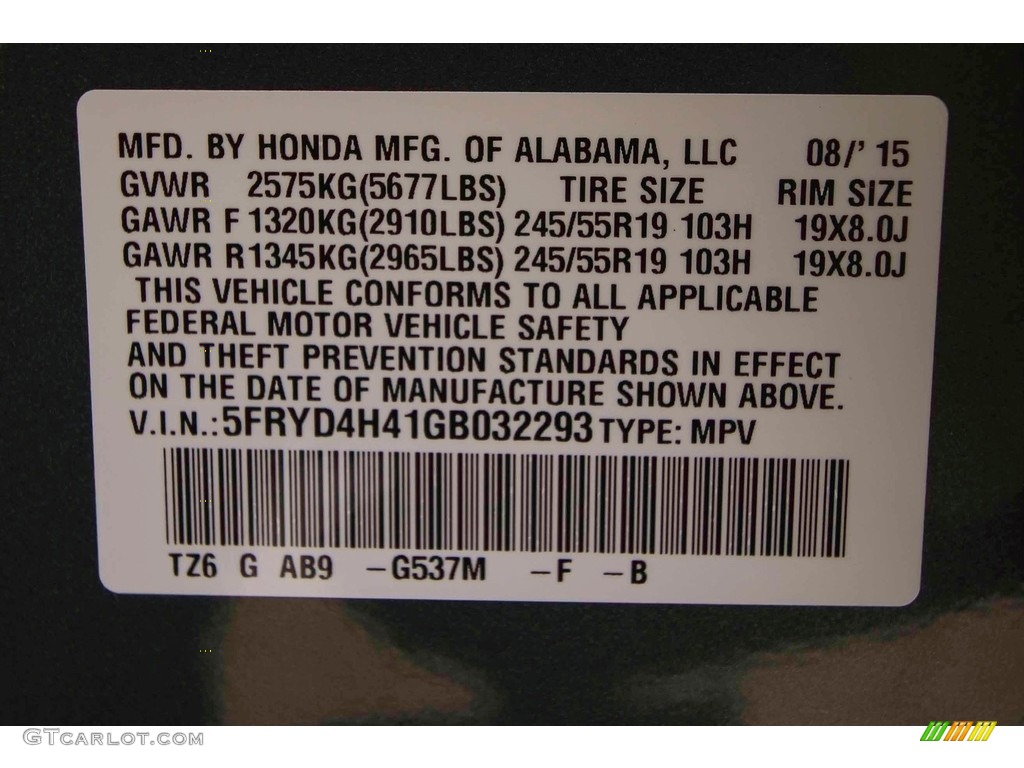 MFD. BY HONDA MFG. OF ALABAMA, LLC 08/' 15
GVWR 2575KG(5677LBS) TIRE SIZE RIM SIZE
GAWR F 1320KG(2910LBS) 245/55R19 103H 19X8.0J
GAWR R1345KG(2965LBS) 245/55R19 103H 19X8.0J
THIS VEHICLE CONFORMS TO ALL APPLICABLE
FEDERAL MOTOR VEHICLE SAFETY
AND THEFT PREVENTION STANDARDS IN EFFECT
ON THE DATE OF MANUFACTURE SHOWN ABOVE.
V.I.N.:5FRYD4H41GB032293 TYPE: MPV
TZ6 G AB9 -G537M -F -B
GTCARLOT.COM